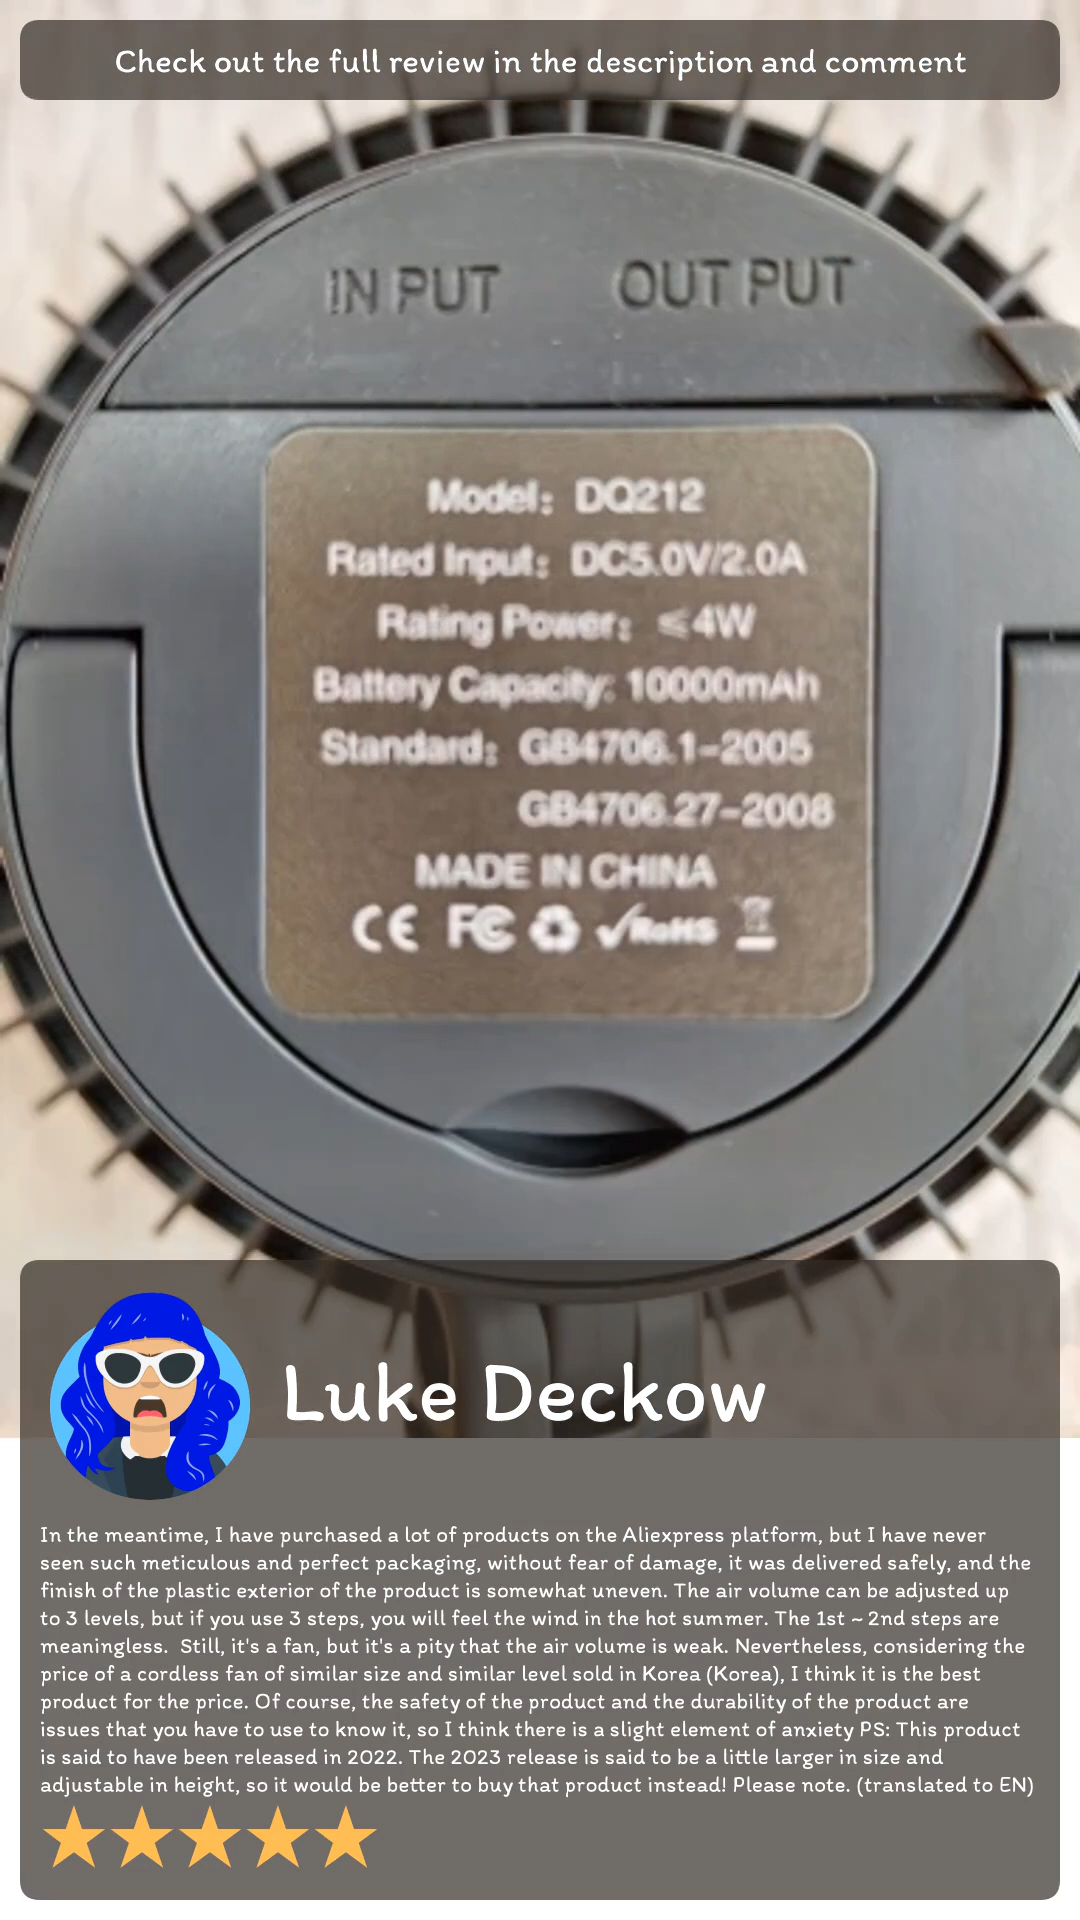 Check out the full review in the description and comment
IN PUT OUT PUT
Model: DQ212
Rated Input: DC5.0V/2.0A
Rating Power: ≤4W
Battery Capacity: 10000mAh
Standard: GB4706.1-2005
GB4706.27-2008
MADE IN CHINA
CE FC RoHS
Luke Deckow
In the meantime, I have purchased a lot of products on the Aliexpress platform, but I have never
seen such meticulous and perfect packaging, without fear of damage, it was delivered safely, and the
finish of the plastic exterior of the product is somewhat uneven. The air volume can be adjusted up
to 3 levels, but if you use 3 steps, you will feel the wind in the hot summer. The 1st ~ 2nd steps are
meaningless.  Still, it's a fan, but it's a pity that the air volume is weak. Nevertheless, considering the
price of a cordless fan of similar size and similar level sold in Korea (Korea), I think it is the best
product for the price. Of course, the safety of the product and the durability of the product are
issues that you have to use to know it, so I think there is a slight element of anxiety PS: This product
is said to have been released in 2022. The 2023 release is said to be a little larger in size and
adjustable in height, so it would be better to buy that product instead! Please note. (translated to EN)